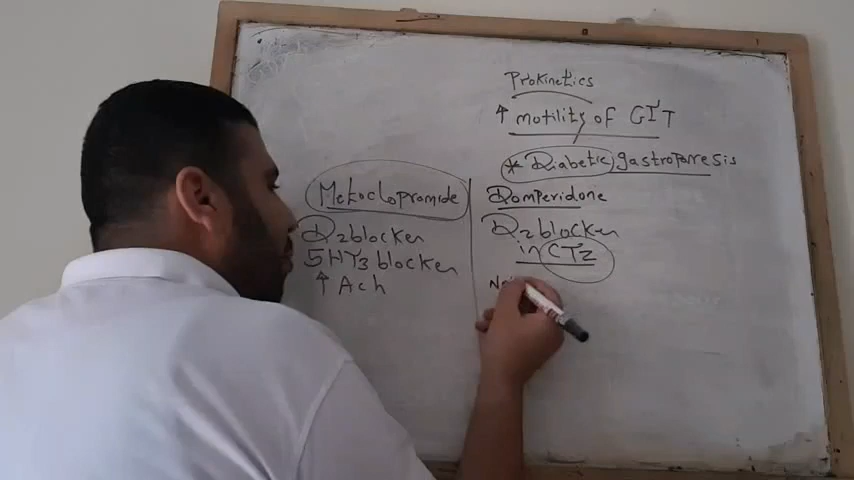 Prokinetics
↑ motility of GIT
* Diabetic gastroparesis
Metoclopramide
D2 blocker
5HT3 blocker
↑ Ach
Domperidone
D2 blocker
in CTZ